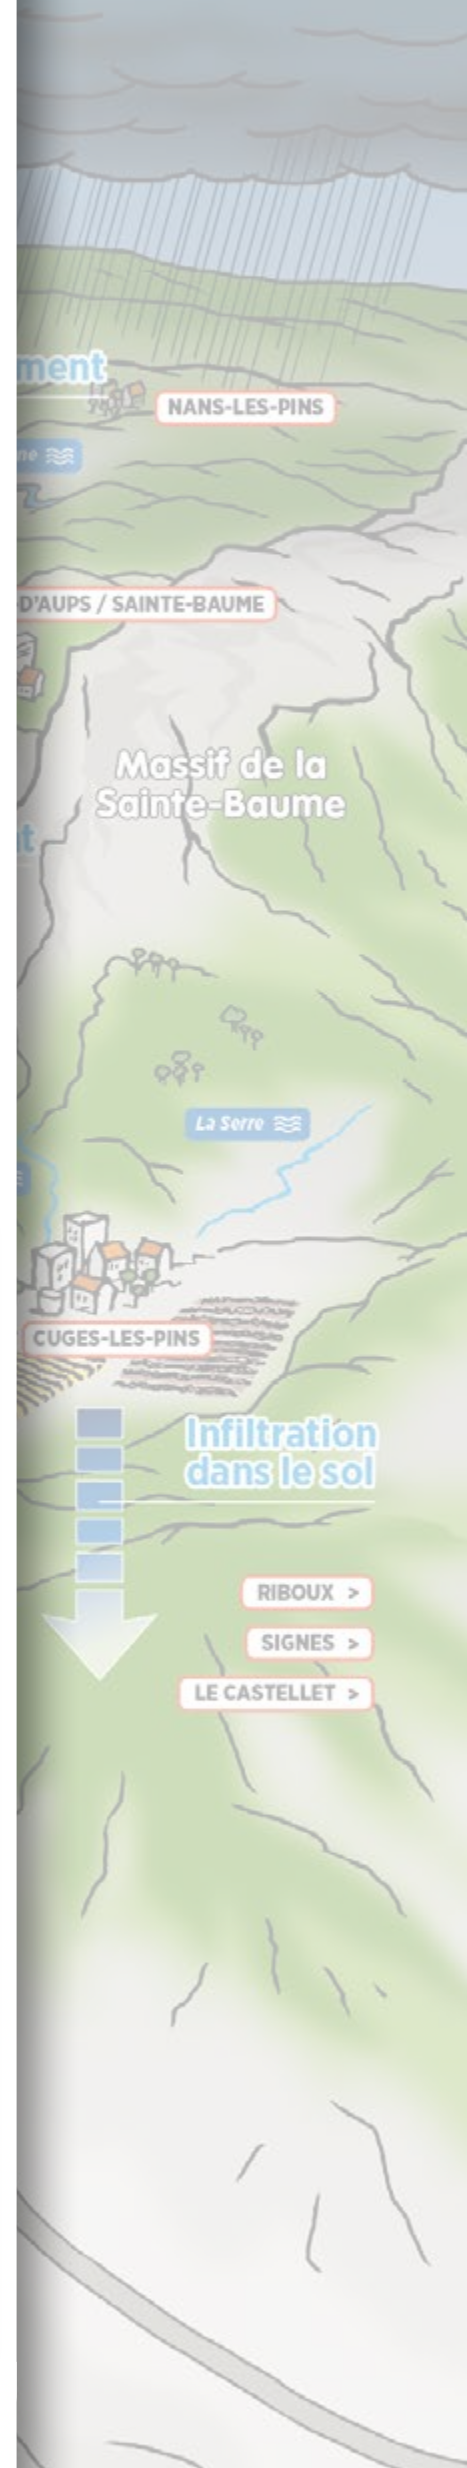 ment
NANS-LES-PINS
ne
D'AUPS / SAINTE-BAUME
Massif de la
Sainte-Baume
t
La Serre
CUGES-LES-PINS
Infiltration
dans le sol
RIBOUX >
SIGNES >
LE CASTELLET >